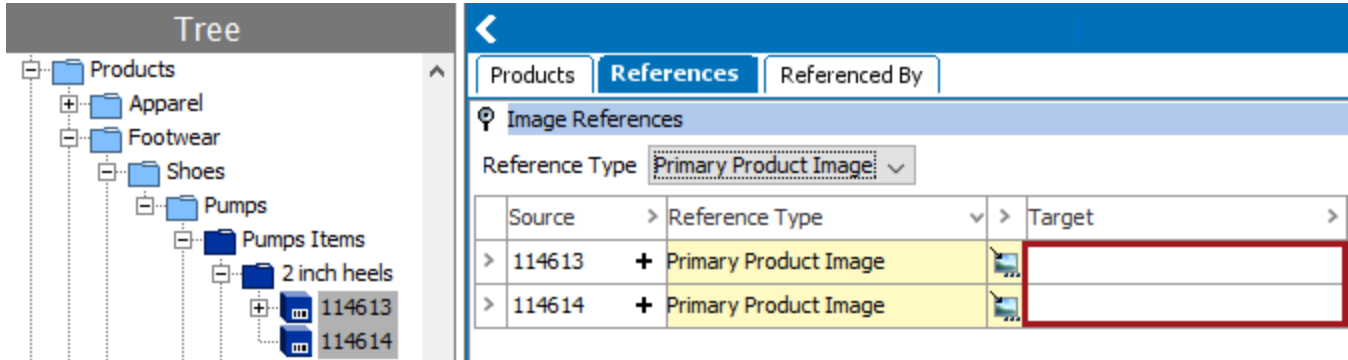 Tree
Products
Apparel
Footwear
Shoes
Pumps
Pumps Items
2 inch heels
114613
114614
Products References Referenced By
Image References
Reference Type Primary Product Image
Source > Reference Type > Target >
> 114613 + Primary Product Image
> 114614 + Primary Product Image